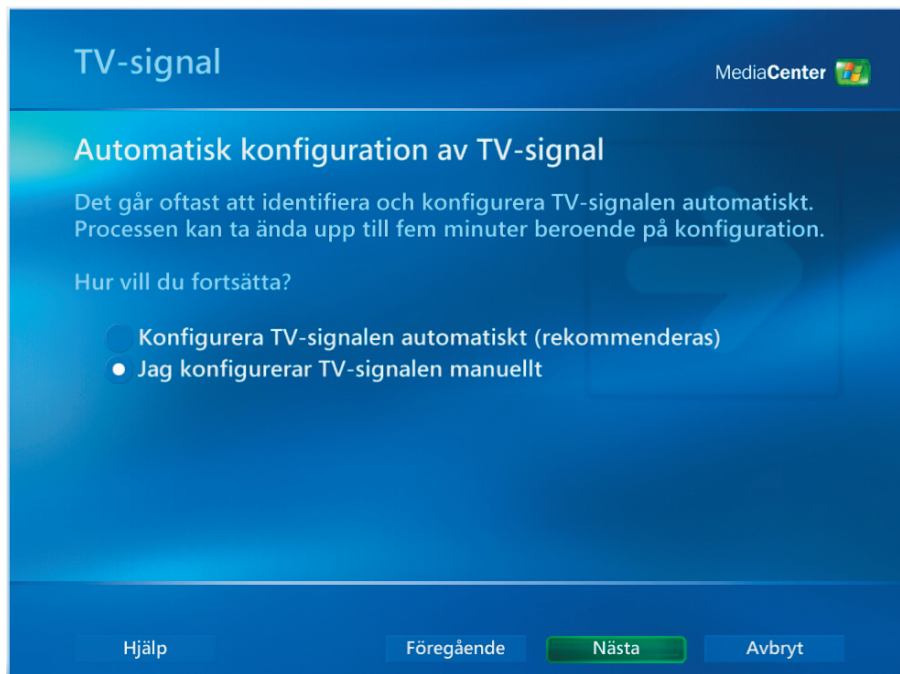 TV-signal
MediaCenter
Automatisk konfiguration av TV-signal
Det går oftast att identifiera och konfigurera TV-signalen automatiskt.
Processen kan ta ända upp till fem minuter beroende på konfiguration.
Hur vill du fortsätta?
Konfigurera TV-signalen automatiskt (rekommenderas)
Jag konfigurerar TV-signalen manuellt
Hjälp
Föregående
Nästa
Avbryt